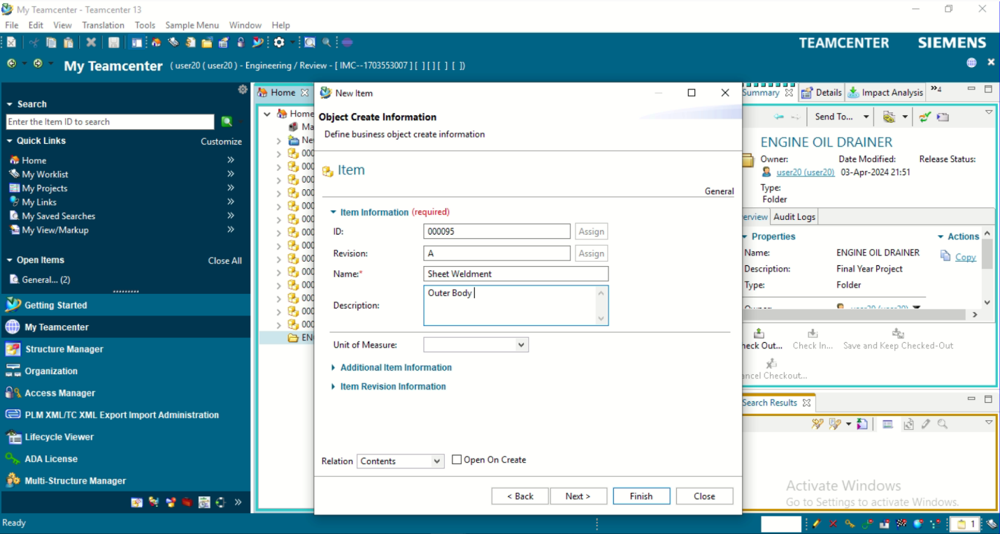 My Teamcenter - Teamcenter 13
File Edit View Translation Tools Sample Menu Window Help
TEAMCENTER SIEMENS
My Teamcenter ( user20 ( user20 ) - Engineering / Review - [ IMC--1703553007 ] [ ] [ ] [ ] [ ])
Search
Enter the Item ID to search
Quick Links Customize
Home
My Worklist
My Projects
My Links
My Saved Searches
My View/Markup
Open Items Close All
General... (2)
Getting Started
My Teamcenter
Structure Manager
Organization
Access Manager
PLM XML/TC XML Export Import Administration
Lifecycle Viewer
ADA License
Multi-Structure Manager
Ready
Home
Home
Ma
Ne
000
000
000
000
000
000
000
000
000
000
000
000
000
000
EN
New Item
Object Create Information
Define business object create information
Item
General
Item Information (required)
ID: 000095 Assign
Revision: A Assign
Name:* Sheet Weldment
Description: Outer Body
Unit of Measure:
Additional Item Information
Item Revision Information
Relation Contents Open On Create
< Back Next > Finish Close
Summary Details Impact Analysis 4
Send To...
ENGINE OIL DRAINER
Owner: Date Modified: Release Status:
user20 (user20) 03-Apr-2024 21:51
Type:
Folder
erview Audit Logs
Properties Actions
Name: ENGINE OIL DRAINER Copy
Description: Final Year Project
Type: Folder
Owner: user20 (user20)
heck Out... Check In... Save and Keep Checked-Out
ancel Checkout...
Search Results
Activate Windows
Go to Settings to activate Windows.
1